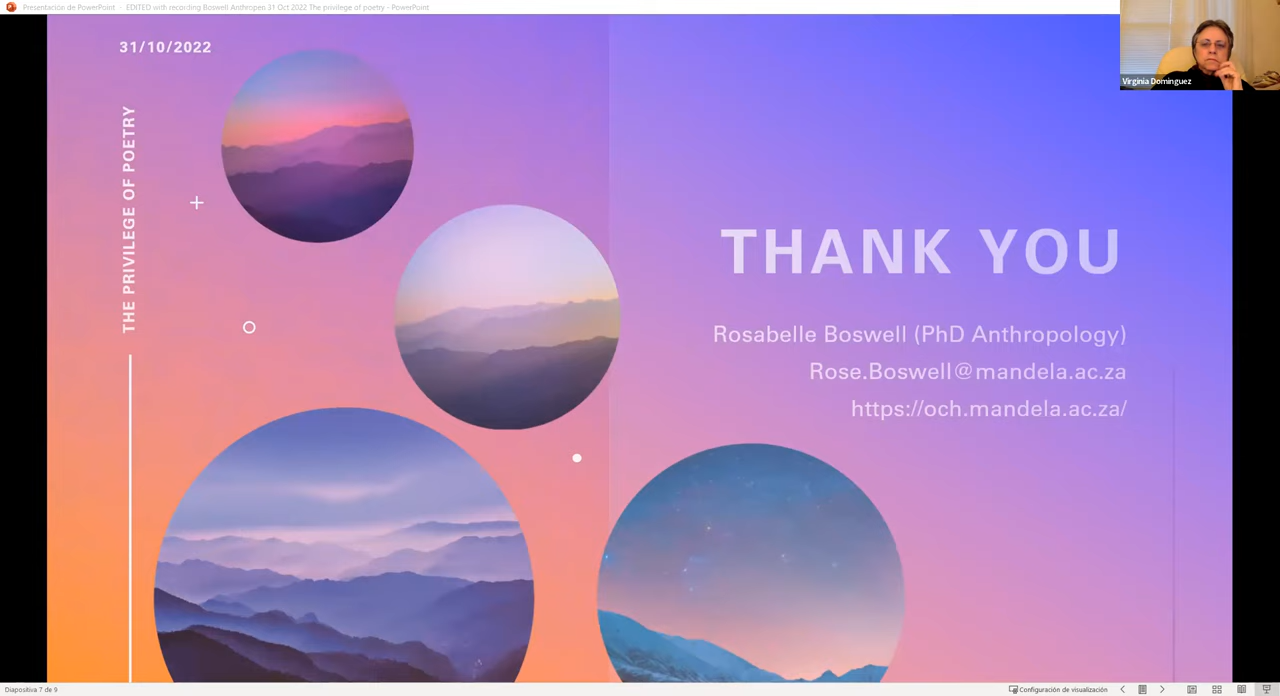 Presentacion de PowerPoint - EDITED with recording Boswell Anthropen 31 Oct 2022 The privilege of poetry - PowerPoint
Virginia Dominguez
31/10/2022
THE PRIVILEGE OF POETRY
THANK YOU
Rosabelle Boswell (PhD Anthropology)
Rose.Boswell@mandela.ac.za
https://och.mandela.ac.za/
Diapositiva 7 de 9
Configuración de visualización